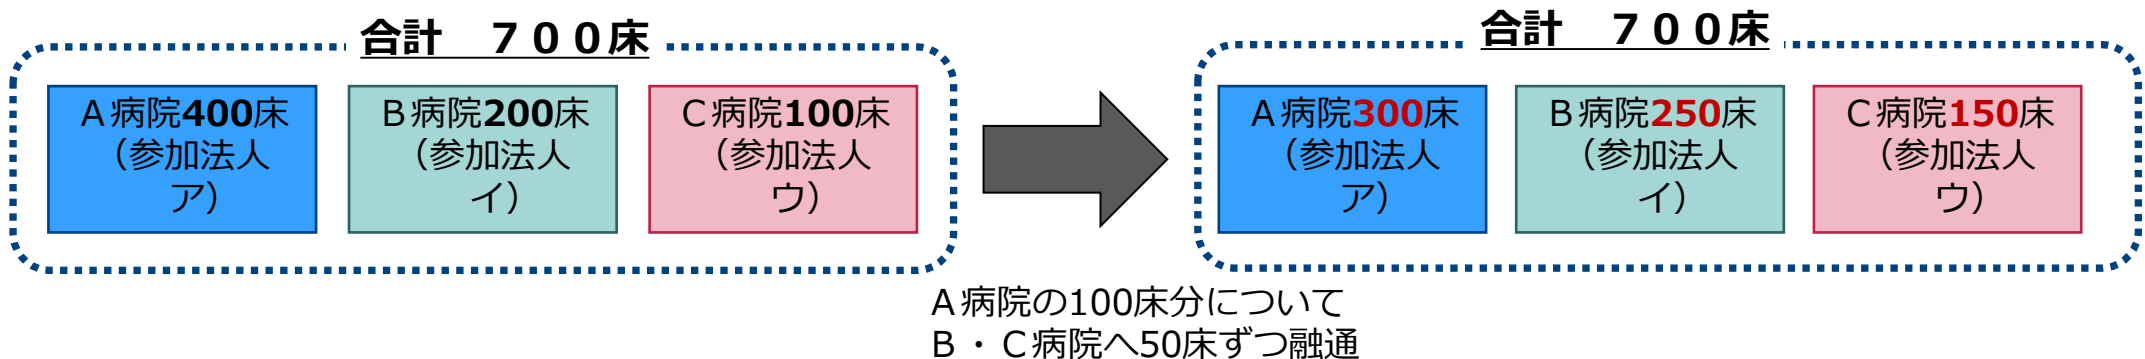 合計　７００床
Ａ病院400床
（参加法人
ア）
Ｂ病院200床
（参加法人
イ）
Ｃ病院100床
（参加法人
ウ）
合計　７００床
Ａ病院300床
（参加法人
ア）
Ｂ病院250床
（参加法人
イ）
Ｃ病院150床
（参加法人
ウ）
Ａ病院の100床分について
Ｂ・Ｃ病院へ50床ずつ融通